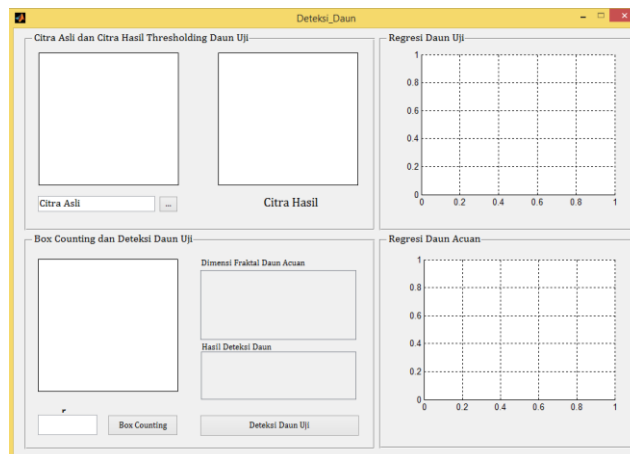 Deteksi_Daun
Citra Asli dan Citra Hasil Thresholding Daun Uji
Citra Asli
...
Citra Hasil
Regresi Daun Uji
1
0.8
0.6
0.4
0.2
0
0 0.2 0.4 0.6 0.8 1
Box Counting dan Deteksi Daun Uji
Dimensi Fraktal Daun Acuan
Hasil Deteksi Daun
r
Box Counting
Deteksi Daun Uji
Regresi Daun Acuan
1
0.8
0.6
0.4
0.2
0
0 0.2 0.4 0.6 0.8 1